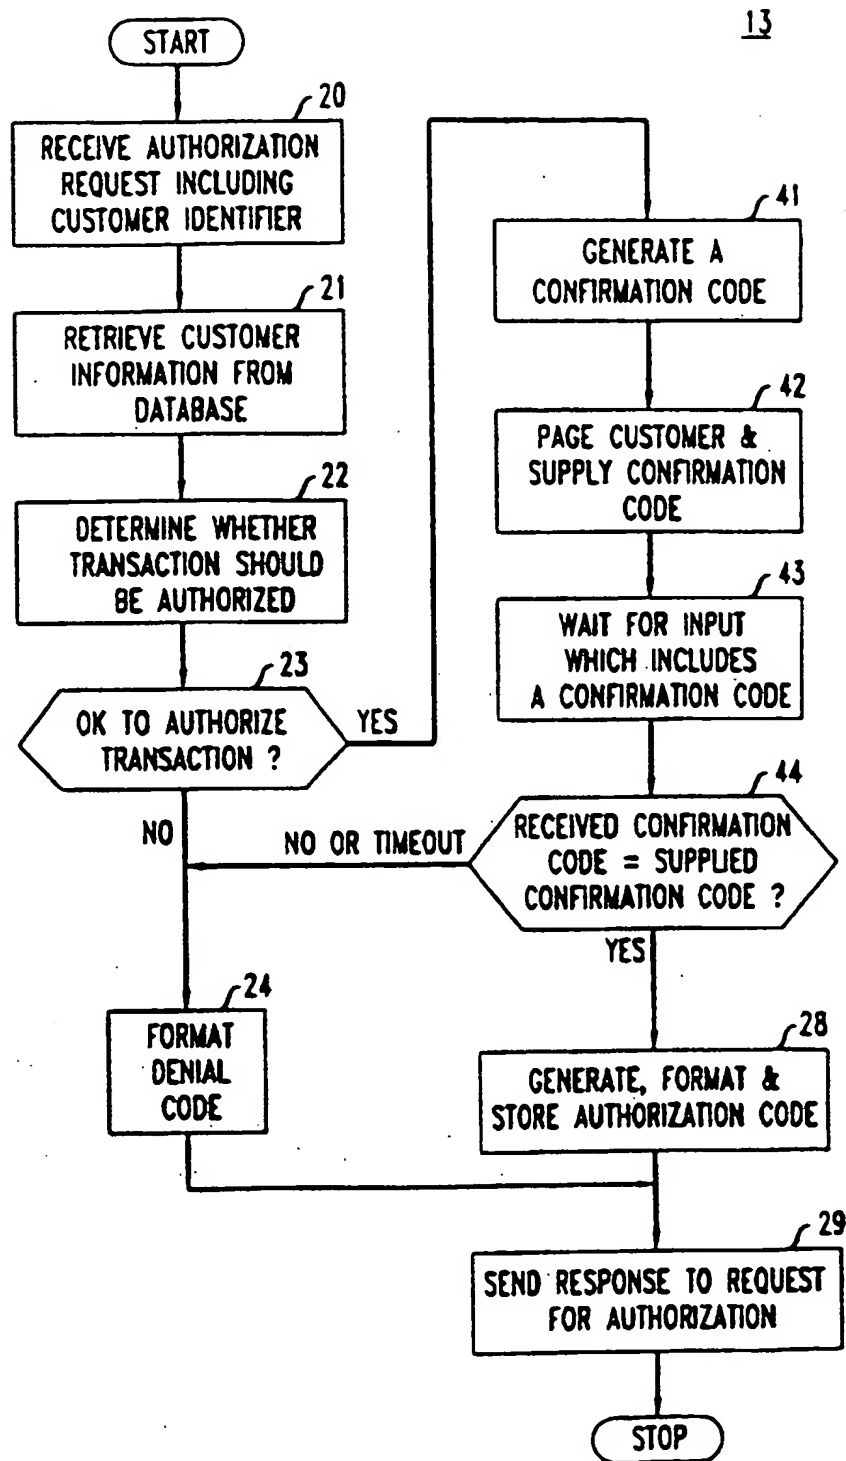 13
START
20
RECEIVE AUTHORIZATION
REQUEST INCLUDING
CUSTOMER IDENTIFIER
21
RETRIEVE CUSTOMER
INFORMATION FROM
DATABASE
22
DETERMINE WHETHER
TRANSACTION SHOULD
BE AUTHORIZED
23
OK TO AUTHORIZE
TRANSACTION ?
YES
NO
41
GENERATE A
CONFIRMATION CODE
42
PAGE CUSTOMER &
SUPPLY CONFIRMATION
CODE
43
WAIT FOR INPUT
WHICH INCLUDES
A CONFIRMATION CODE
44
RECEIVED CONFIRMATION
CODE = SUPPLIED
CONFIRMATION CODE ?
NO OR TIMEOUT
YES
24
FORMAT
DENIAL
CODE
28
GENERATE, FORMAT &
STORE AUTHORIZATION CODE
29
SEND RESPONSE TO REQUEST
FOR AUTHORIZATION
STOP